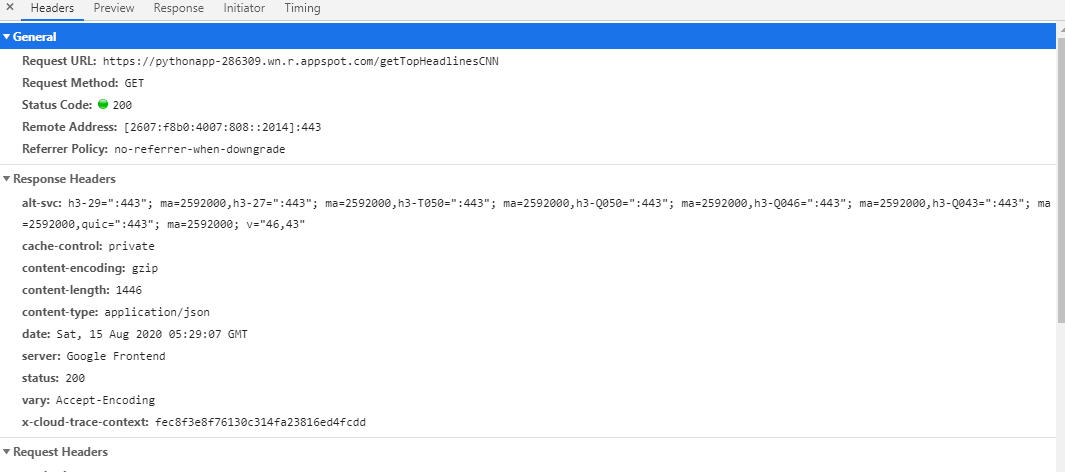 × Headers Preview Response Initiator Timing
General
Request URL: https://pythonapp-286309.wn.r.appspot.com/getTopHeadlinesCNN
Request Method: GET
Status Code: 200
Remote Address: [2607:f8b0:4007:808::2014]:443
Referrer Policy: no-referrer-when-downgrade
Response Headers
alt-svc: h3-29=":443"; ma=2592000,h3-27=":443"; ma=2592000,h3-T050=":443"; ma=2592000,h3-Q050=":443"; ma=2592000,h3-Q046=":443"; ma=2592000,h3-Q043=":443"; ma
=2592000,quic=":443"; ma=2592000; v="46,43"
cache-control: private
content-encoding: gzip
content-length: 1446
content-type: application/json
date: Sat, 15 Aug 2020 05:29:07 GMT
server: Google Frontend
status: 200
vary: Accept-Encoding
x-cloud-trace-context: fec8f3e8f76130c314fa23816ed4fcdd
Request Headers